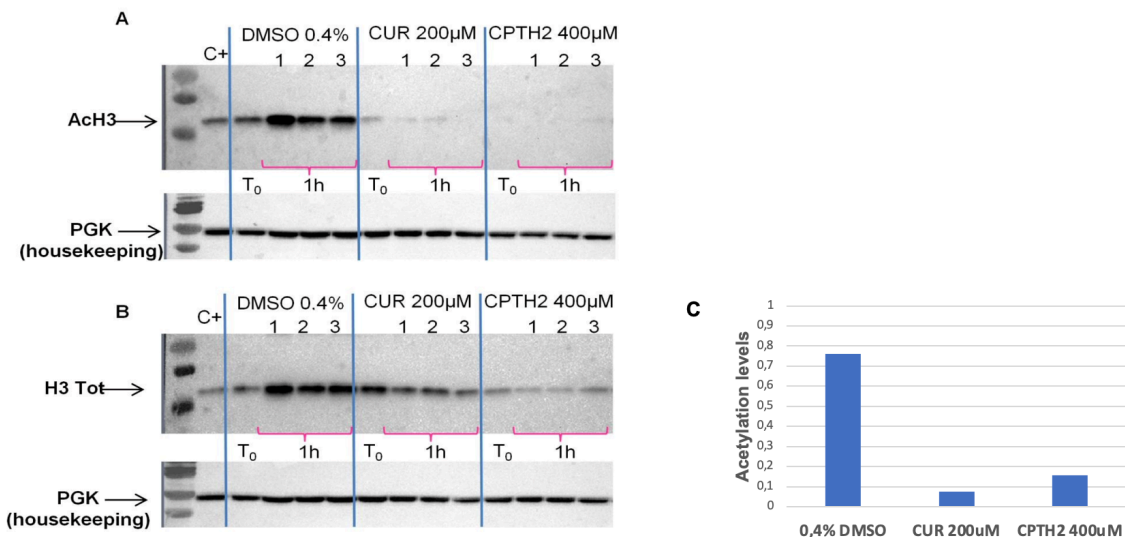 A
DMSO 0.4% CUR 200µM CPTH2 400µM
C+ 1 2 3 1 2 3 1 2 3
AcH3
T0 1h T0 1h T0 1h
PGK
(housekeeping)
B
DMSO 0.4% CUR 200µM CPTH2 400µM
C+ 1 2 3 1 2 3 1 2 3
H3 Tot
T0 1h T0 1h T0 1h
PGK
(housekeeping)
C
Acetylation levels
1
0,9
0,8
0,7
0,6
0,5
0,4
0,3
0,2
0,1
0
0,4% DMSO CUR 200uM CPTH2 400uM